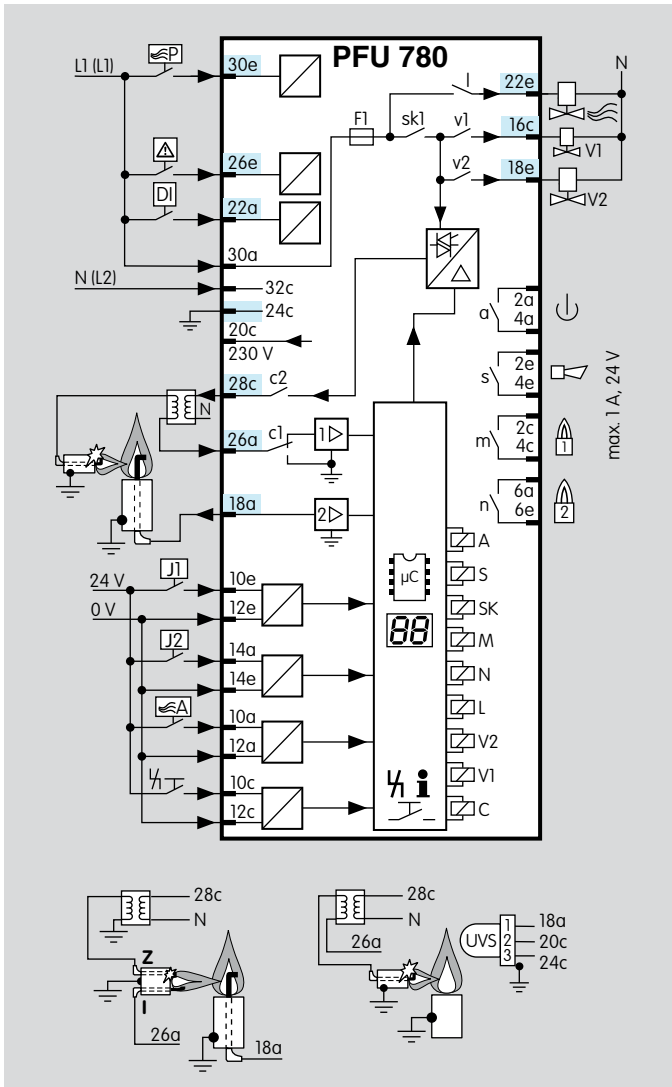 PFU 780
L1 (L1)
P
30e
l
22e
N
F1
sk1
v1
16c
V1
26e
v2
18e
V2
DI
22a
30a
N (L2)
32c
24c
20c
230 V
28c
c2
N
26a
c1
1
18a
2
a
2a
4a
s
2e
4e
m
2c
4c
1
n
6a
6e
2
max. 1 A, 24 V
24 V
J1
10e
0 V
12e
J2
14a
14e
A
10a
12a
10c
12c
µC
88
i
A
S
SK
M
N
L
V2
V1
C
28c
N
Z
I
26a
18a
28c
N
26a
UVS
1
2
3
18a
20c
24c